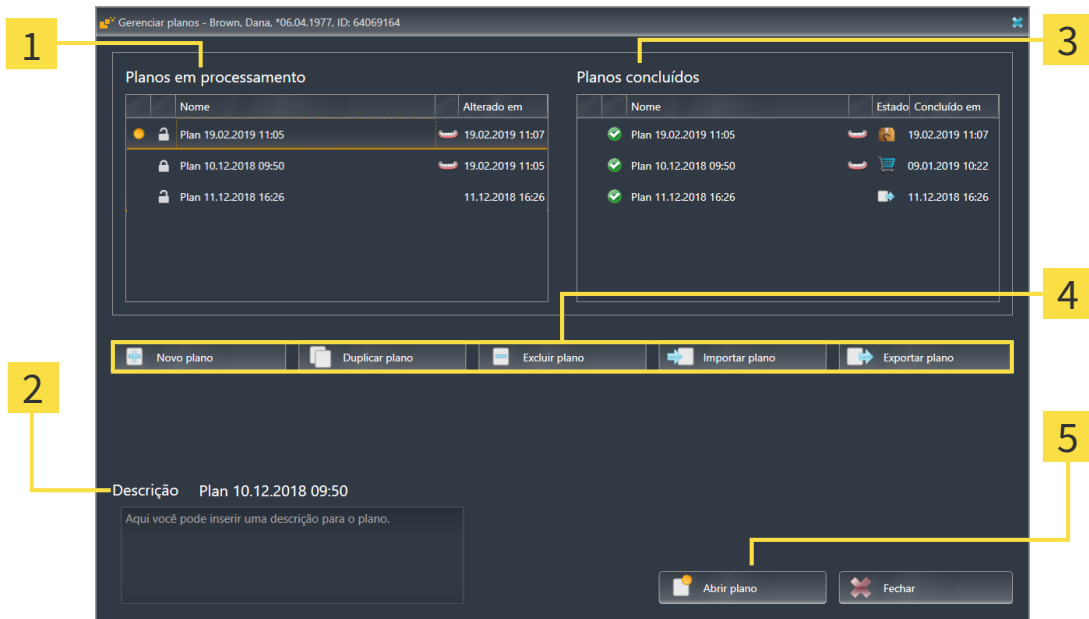 Gerenciar planos - Brown, Dana, *06.04.1977, ID: 64069164
1
3
Planos em processamento
Planos concluídos
Nome Alterado em
Nome Estado Concluído em
Plan 19.02.2019 11:05 19.02.2019 11:07
Plan 19.02.2019 11:05 19.02.2019 11:07
Plan 10.12.2018 09:50 19.02.2019 11:05
Plan 10.12.2018 09:50 09.01.2019 10:22
Plan 11.12.2018 16:26 11.12.2018 16:26
Plan 11.12.2018 16:26 11.12.2018 16:26
4
Novo plano Duplicar plano Excluir plano Importar plano Exportar plano
2
5
Descrição Plan 10.12.2018 09:50
Aqui você pode inserir uma descrição para o plano.
Abrir plano Fechar